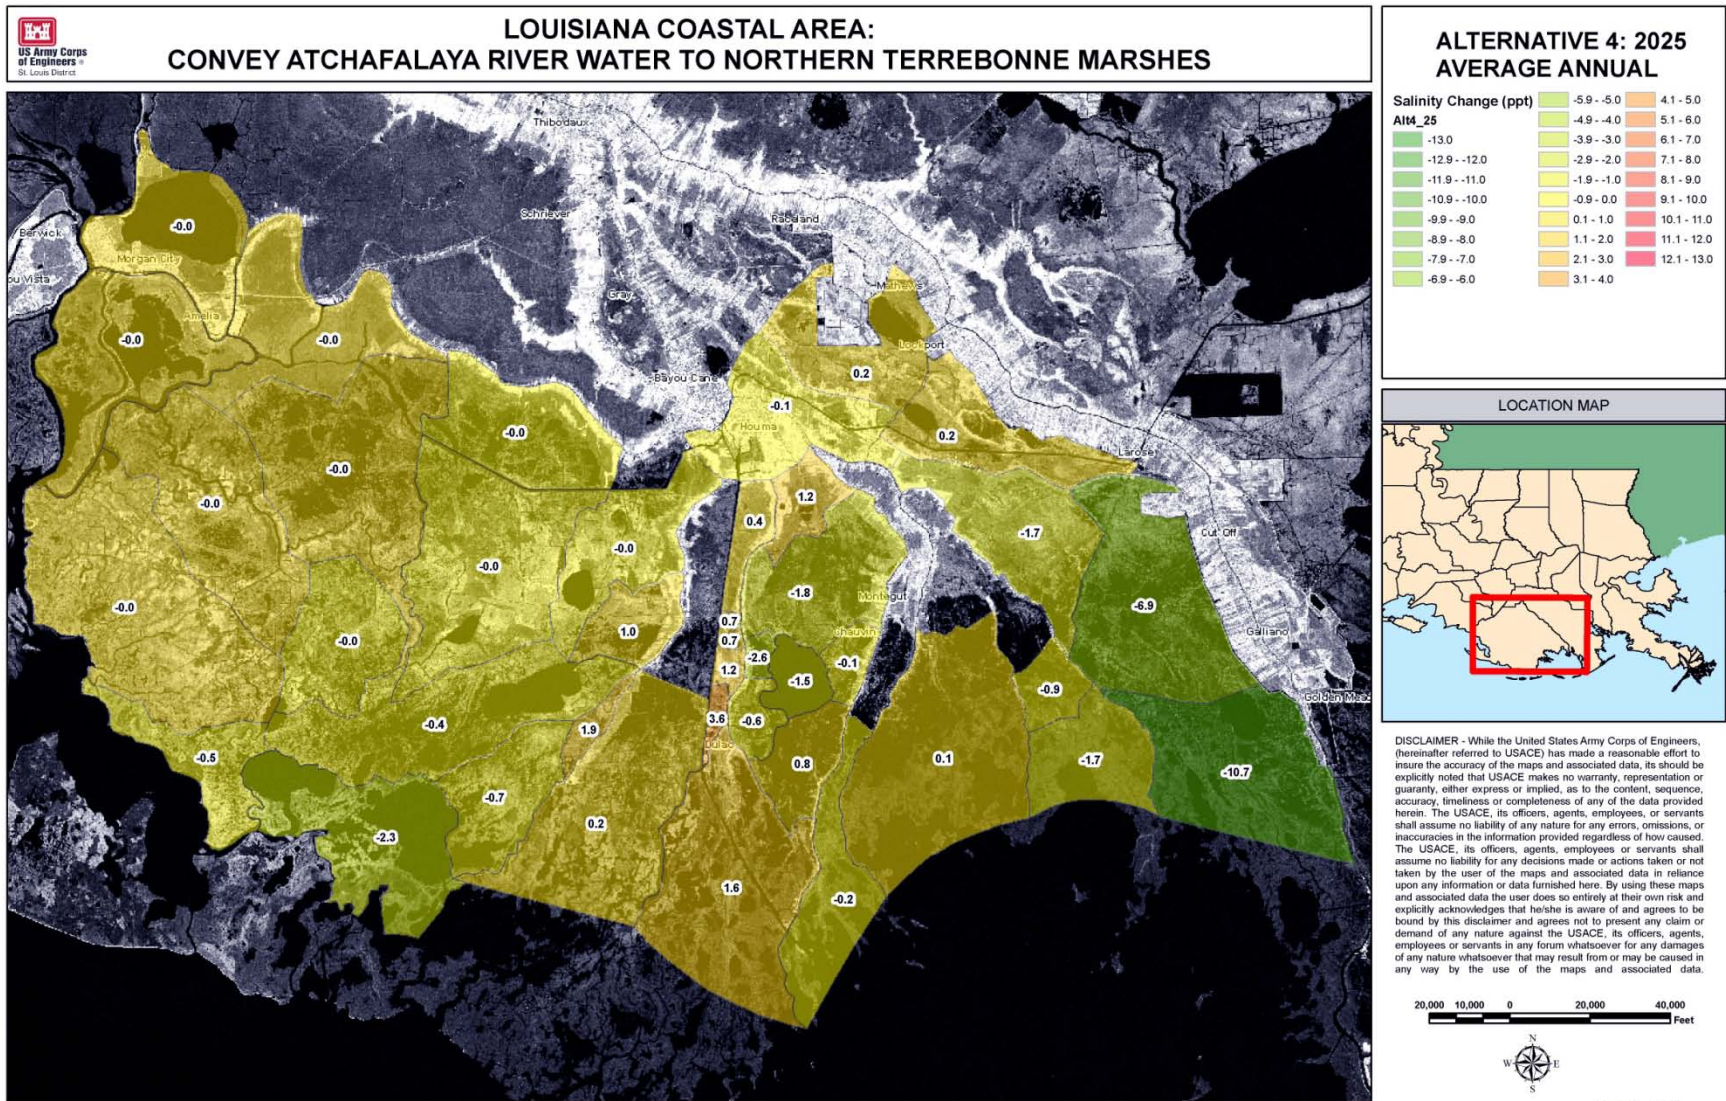 US Army Corps
of Engineers ®
St. Louis District
LOUISIANA COASTAL AREA:
CONVEY ATCHAFALAYA RIVER WATER TO NORTHERN TERREBONNE MARSHES
Thibodaux
Schriever
Raceland
-0.0
Berwick
Morgan City
ou Vista
Gray
Mathews
Amelia
-0.0
-0.0
Lockport
0.2
Bayou Cane
-0.1
Houma
-0.0
0.2
Larose
-0.0
-0.0
1.2
0.4
-1.7
Cut Off
-0.0
-0.0
-1.8
Montegut
-0.0
-6.9
0.7
1.0
Chauvin
Galliano
-0.0
0.7
-2.6
-0.1
1.2
-1.5
-0.9
Golden Mead
-0.4
3.6
-0.6
1.9
Dulac
-0.5
0.8
0.1
-1.7
-10.7
-0.7
0.2
-2.3
1.6
-0.2
ALTERNATIVE 4: 2025
AVERAGE ANNUAL
Salinity Change (ppt)
Alt4_25
-13.0
-12.9 - -12.0
-11.9 - -11.0
-10.9 - -10.0
-9.9 - -9.0
-8.9 - -8.0
-7.9 - -7.0
-6.9 - -6.0
-5.9 - -5.0
-4.9 - -4.0
-3.9 - -3.0
-2.9 - -2.0
-1.9 - -1.0
-0.9 - 0.0
0.1 - 1.0
1.1 - 2.0
2.1 - 3.0
3.1 - 4.0
4.1 - 5.0
5.1 - 6.0
6.1 - 7.0
7.1 - 8.0
8.1 - 9.0
9.1 - 10.0
10.1 - 11.0
11.1 - 12.0
12.1 - 13.0
LOCATION MAP
DISCLAIMER - While the United States Army Corps of Engineers,
(hereinafter referred to USACE) has made a reasonable effort to
insure the accuracy of the maps and associated data, its should be
explicitly noted that USACE makes no warranty, representation or
guaranty, either express or implied, as to the content, sequence,
accuracy, timeliness or completeness of any of the data provided
herein. The USACE, its officers, agents, employees, or servants
shall assume no liability of any nature for any errors, omissions, or
inaccuracies in the information provided regardless of how caused.
The USACE, its officers, agents, employees or servants shall
assume no liability for any decisions made or actions taken or not
taken by the user of the maps and associated data in reliance
upon any information or data furnished here. By using these maps
and associated data the user does so entirely at their own risk and
explicitly acknowledges that he/she is aware of and agrees to be
bound by this disclaimer and agrees not to present any claim or
demand of any nature against the USACE, its officers, agents,
employees or servants in any forum whatsoever for any damages
of any nature whatsoever that may result from or may be caused in
any way by the use of the maps and associated data.
20,000 10,000 0 20,000 40,000
Feet
N
W E
S